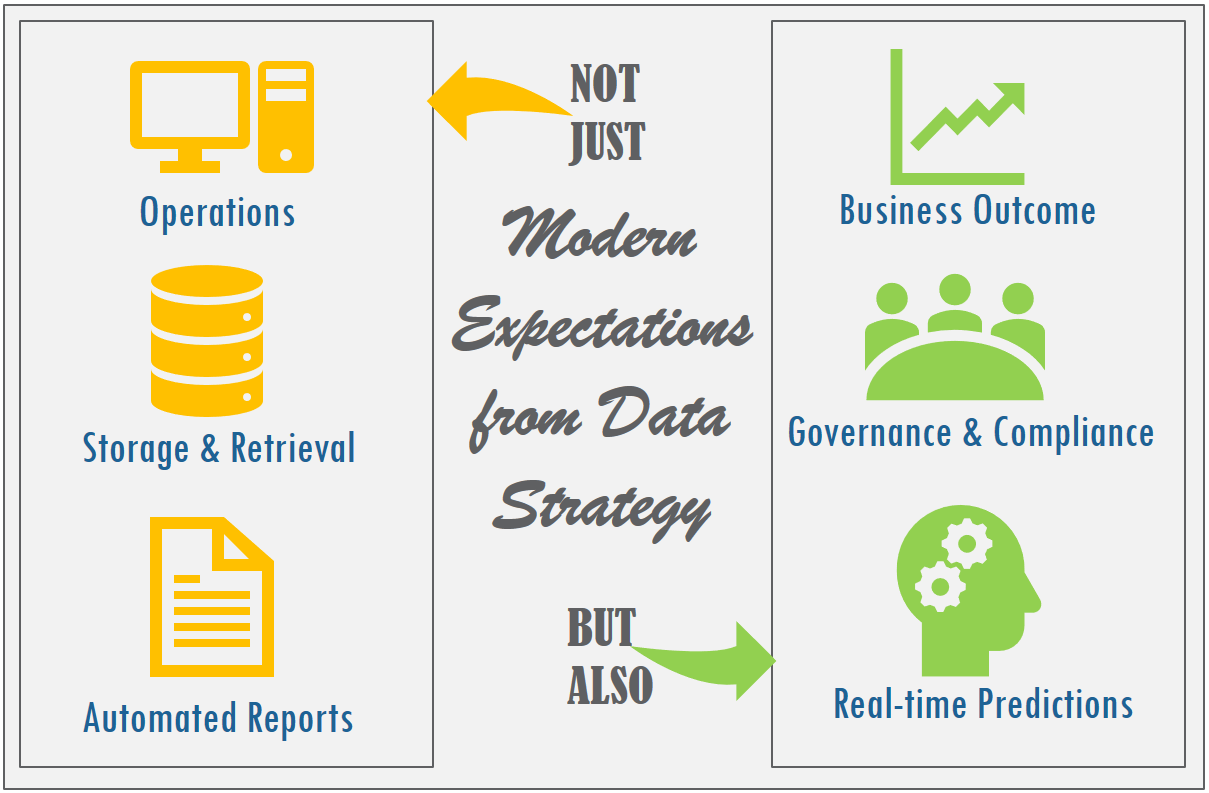 NOT
JUST
Operations
Storage & Retrieval
Automated Reports
Modern
Expectations
from Data
Strategy
BUT
ALSO
Business Outcome
Governance & Compliance
Real-time Predictions